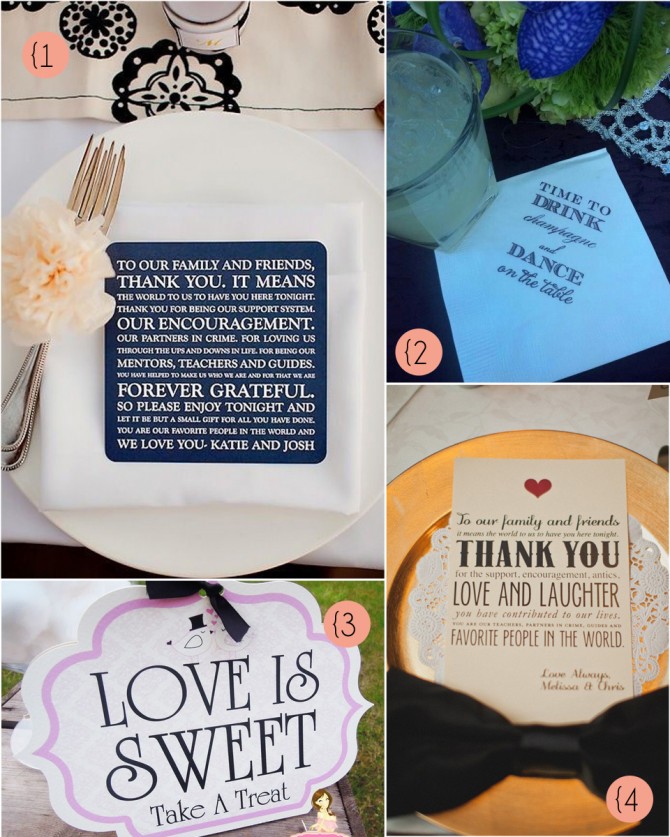 {1
TO OUR FAMILY AND FRIENDS,
THANK YOU. IT MEANS
THE WORLD TO US TO HAVE YOU HERE TONIGHT.
THANK YOU FOR BEING OUR SUPPORT SYSTEM.
OUR ENCOURAGEMENT.
OUR PARTNERS IN CRIME. FOR LOVING US
THROUGH THE UPS AND DOWNS IN LIFE. FOR BEING OUR
MENTORS, TEACHERS AND GUIDES.
YOU HAVE HELPED TO MAKE US WHO WE ARE AND FOR THAT WE ARE
FOREVER GRATEFUL.
SO PLEASE ENJOY TONIGHT AND
LET IT BE BUT A SMALL GIFT FOR ALL YOU HAVE DONE.
YOU ARE OUR FAVORITE PEOPLE IN THE WORLD AND
WE LOVE YOU- KATIE AND JOSH
{2
TIME TO
DRINK
champagne
and
DANCE
on the table
{3
LOVE IS
SWEET
Take A Treat
{4
To our family and friends
it means the world to us to have you here tonight.
THANK YOU
for the support, encouragement, antics,
LOVE AND LAUGHTER
you have contributed to our lives.
YOU ARE OUR TEACHERS, PARTNERS IN CRIME, GUIDES AND
FAVORITE PEOPLE IN THE WORLD.
Love Always,
Melissa & Chris